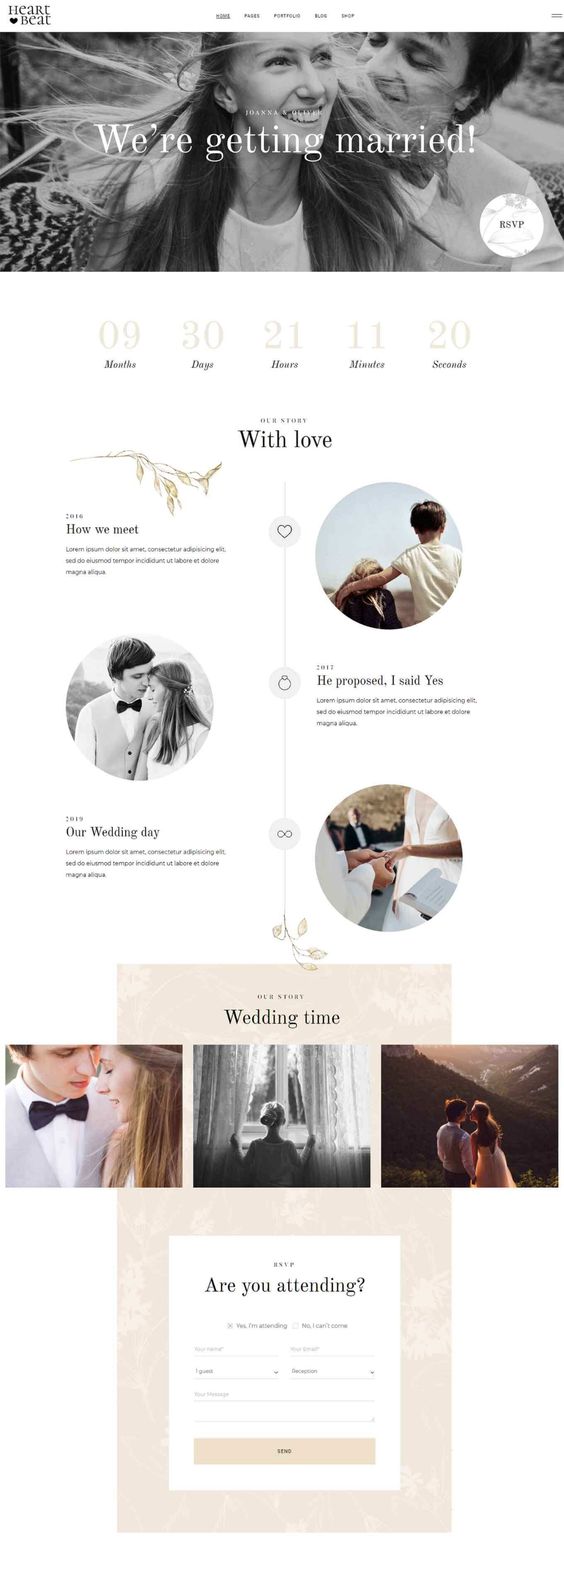 Heart
Beat
HOME PAGES PORTFOLIO BLOG SHOP
JOANNA & OLIVER
We're getting married!
RSVP
09 30 21 11 20
Months Days Hours Minutes Seconds
OUR STORY
With love
2016
How we meet
Lorem ipsum dolor sit amet, consectetur adipisicing elit,
sed do eiusmod tempor incididunt ut labore et dolore
magna aliqua.
2017
He proposed, I said Yes
Lorem ipsum dolor sit amet, consectetur adipisicing elit,
sed do eiusmod tempor incididunt ut labore et dolore
magna aliqua.
2019
Our Wedding day
Lorem ipsum dolor sit amet, consectetur adipisicing elit,
sed do eiusmod tempor incididunt ut labore et dolore
magna aliqua.
OUR STORY
Wedding time
RSVP
Are you attending?
Yes, I'm attending No, I can't come
Your name* Your Email*
1 guest Reception
Your Message
SEND